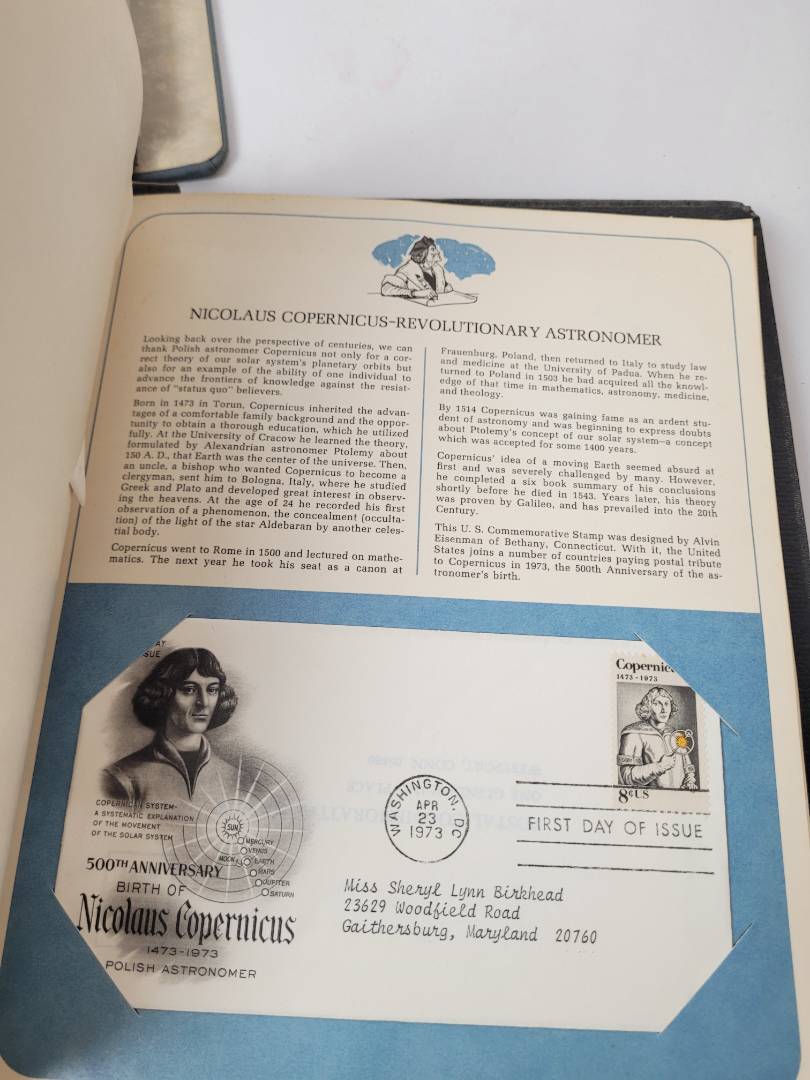 NICOLAUS COPERNICUS-REVOLUTIONARY ASTRONOMER
Looking back over the perspective of centuries, we can
thank Polish astronomer Copernicus not only for a cor-
rect theory of our solar system's planetary orbits but
also for an example of the ability of one individual to
advance the frontiers of knowledge against the resist-
ance of "status quo" believers.
Born in 1473 in Torun, Copernicus inherited the advan-
tages of a comfortable family background and the oppor-
tunity to obtain a thorough education, which he utilized
fully. At the University of Cracow he learned the theory,
formulated by Alexandrian astronomer Ptolemy about
150 A. D., that Earth was the center of the universe. Then,
an uncle, a bishop who wanted Copernicus to become a
clergyman, sent him to Bologna, Italy, where he studied
Greek and Plato and developed great interest in observ-
ing the heavens. At the age of 24 he recorded his first
observation of a phenomenon, the concealment (occulta-
tion) of the light of the star Aldebaran by another celes-
tial body.
Copernicus went to Rome in 1500 and lectured on mathe-
matics. The next year he took his seat as a canon at
Frauenburg, Poland, then returned to Italy to study law
and medicine at the University of Padua. When he re-
turned to Poland in 1503 he had acquired all the knowl-
edge of that time in mathematics, astronomy, medicine,
and theology.
By 1514 Copernicus was gaining fame as an ardent stu-
dent of astronomy and was beginning to express doubts
about Ptolemy's concept of our solar system—a concept
which was accepted for some 1400 years.
Copernicus' idea of a moving Earth seemed absurd at
first and was severely challenged by many. However,
he completed a six book summary of his conclusions
shortly before he died in 1543. Years later, his theory
was proven by Galileo, and has prevailed into the 20th
Century.
This U. S. Commemorative Stamp was designed by Alvin
Eisenman of Bethany, Connecticut. With it, the United
States joins a number of countries paying postal tribute
to Copernicus in 1973, the 500th Anniversary of the as-
tronomer's birth.
AY
SUE
COPERNICAN SYSTEM-
A SYSTEMATIC EXPLANATION
OF THE MOVEMENT
OF THE SOLAR SYSTEM
SUN
MERCURY
VENUS
MOON
EARTH
MARS
JUPITER
SATURN
500TH ANNIVERSARY
BIRTH OF
Nicolaus Copernicus
1473-1973
POLISH ASTRONOMER
Copernic
1473-1973
8¢US
WASHINGTON, DC
APR
23
1973
FIRST DAY OF ISSUE
Miss Sheryl Lynn Birkhead
23629 Woodfield Road
Gaithersburg, Maryland 20760